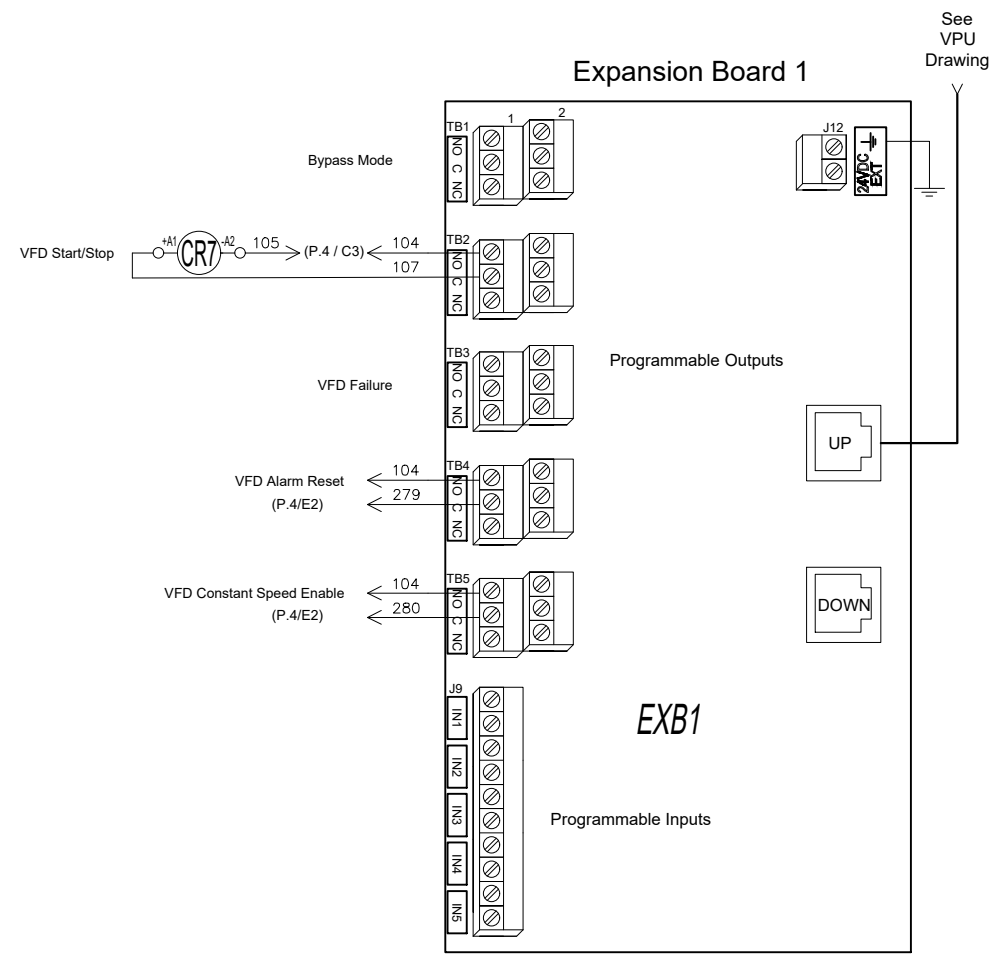 See
VPU
Drawing
Expansion Board 1
TB1
1
2
NO C NC
Bypass Mode
J12
24VDC
EXT
VFD Start/Stop
+A1
CR7
-A2
105
(P.4 / C3)
104
107
TB2
NO C NC
TB3
NO C NC
VFD Failure
Programmable Outputs
UP
TB4
NO C NC
VFD Alarm Reset
(P.4/E2)
104
279
TB5
NO C NC
VFD Constant Speed Enable
(P.4/E2)
104
280
DOWN
J9
IN1
IN2
IN3
IN4
IN5
EXB1
Programmable Inputs